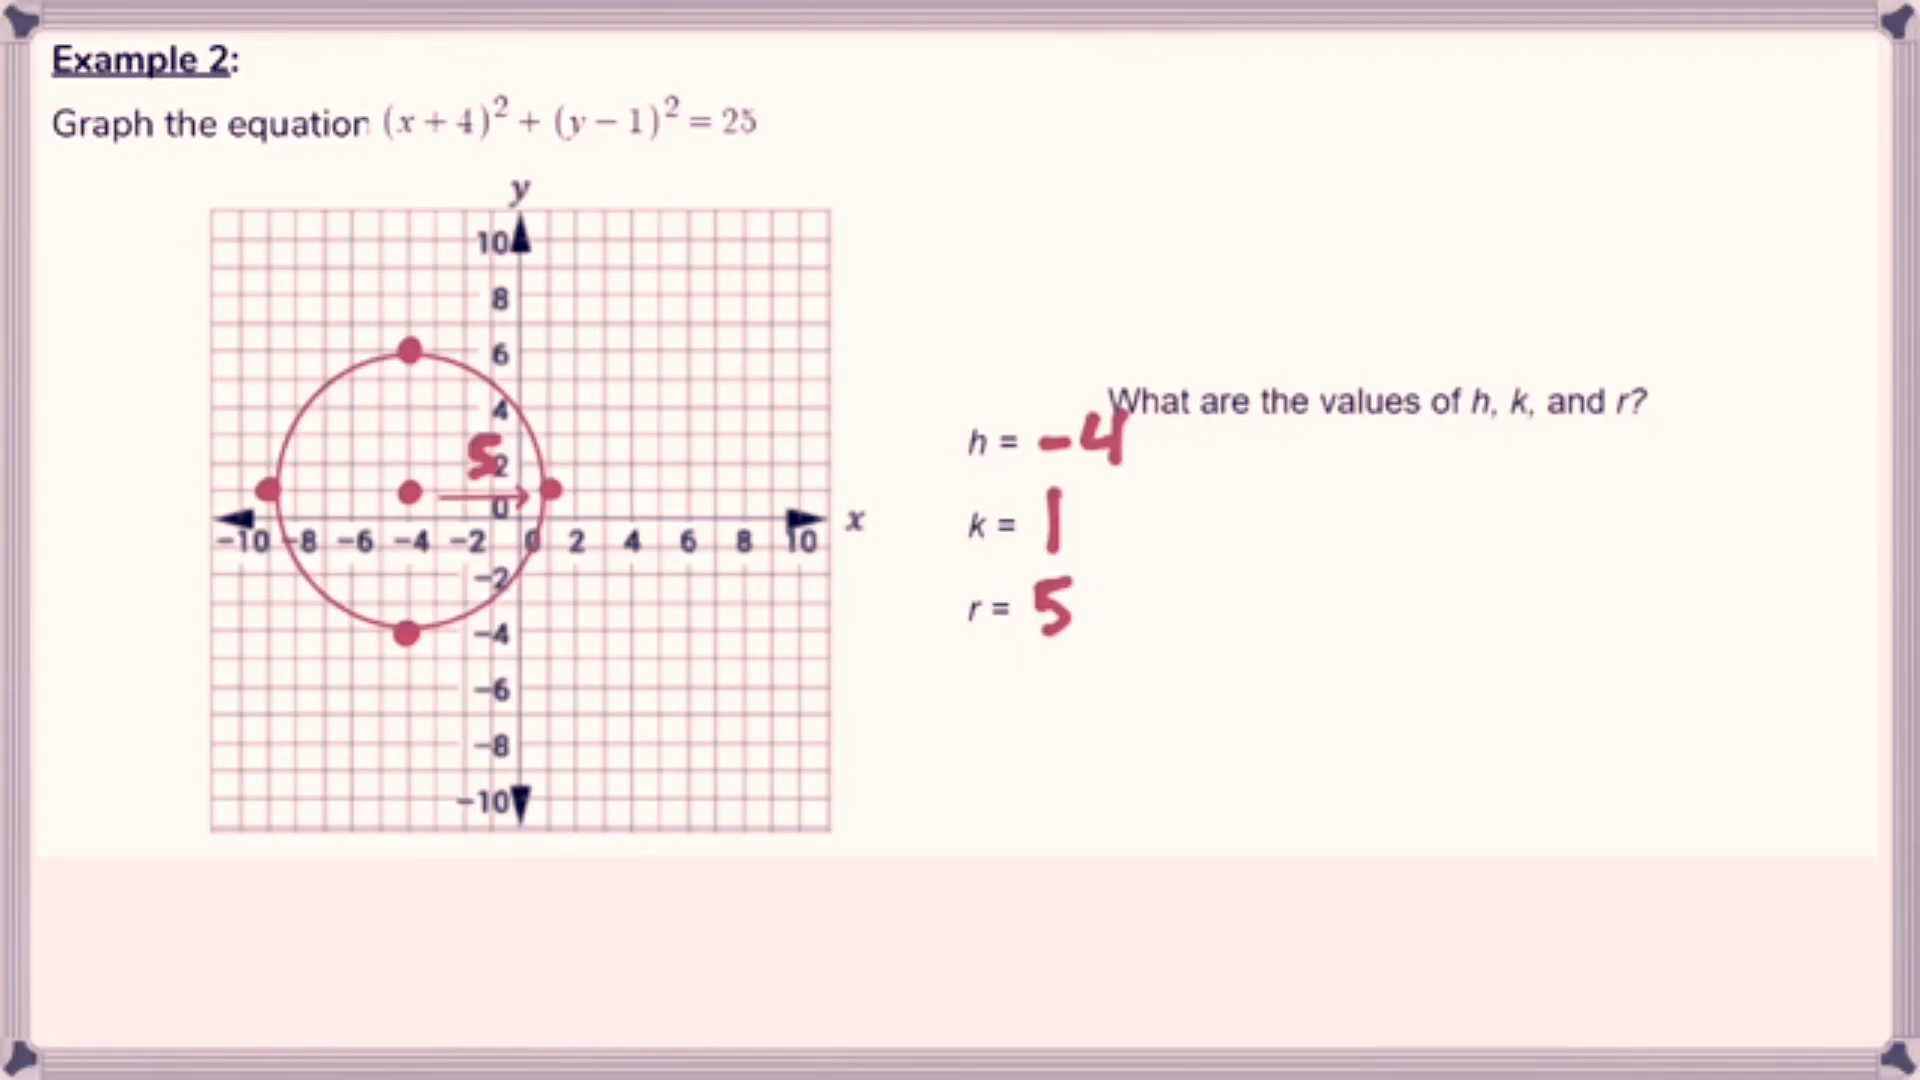 Example 2:
Graph the equation (x + 4)² + (y − 1)² = 25
y
10
8
6
4
5
2
0
−10 −8 −6 −4 −2 0 2 4 6 8 10 x
−2
−4
−6
−8
−10
What are the values of h, k, and r?
h = -4
k = 1
r = 5